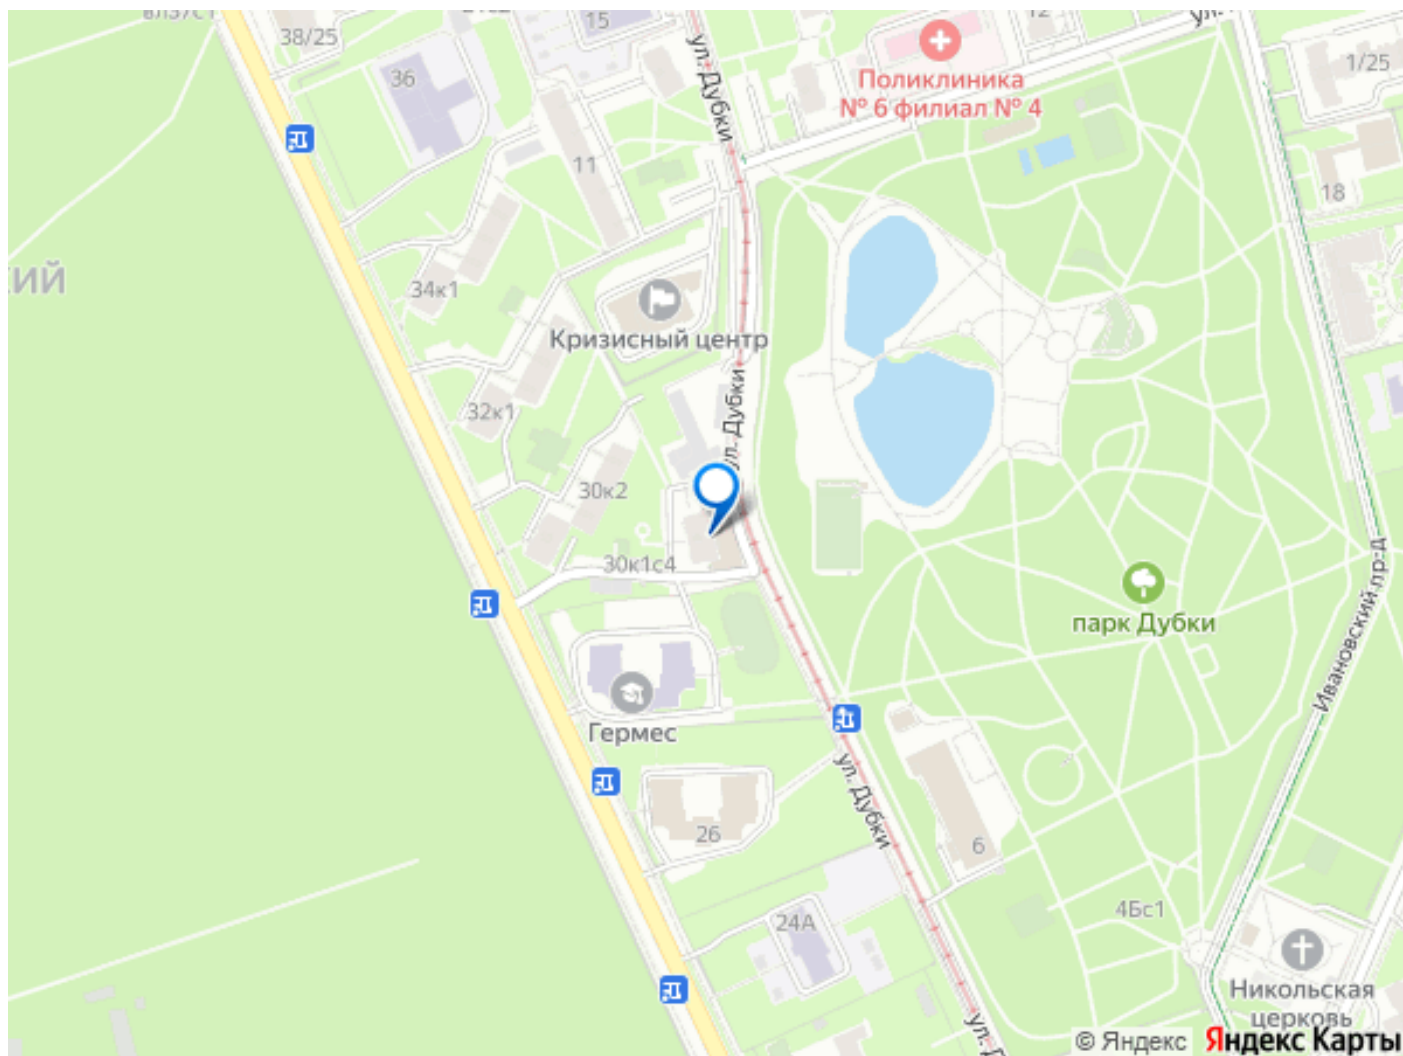 38/25
15
12
36
ул. Дубки
Поликлиника
№ 6 филиал № 4
1/25
11
18
КИЙ
34к1
Кризисный центр
32к1
ул. Дубки
30к2
30к1с4
парк Дубки
Ивановский пр-д
Гермес
ул. Дубки
26
6
24А
4Бс1
Никольская
церковь
ул. Д
© Яндекс
Яндекс Карты